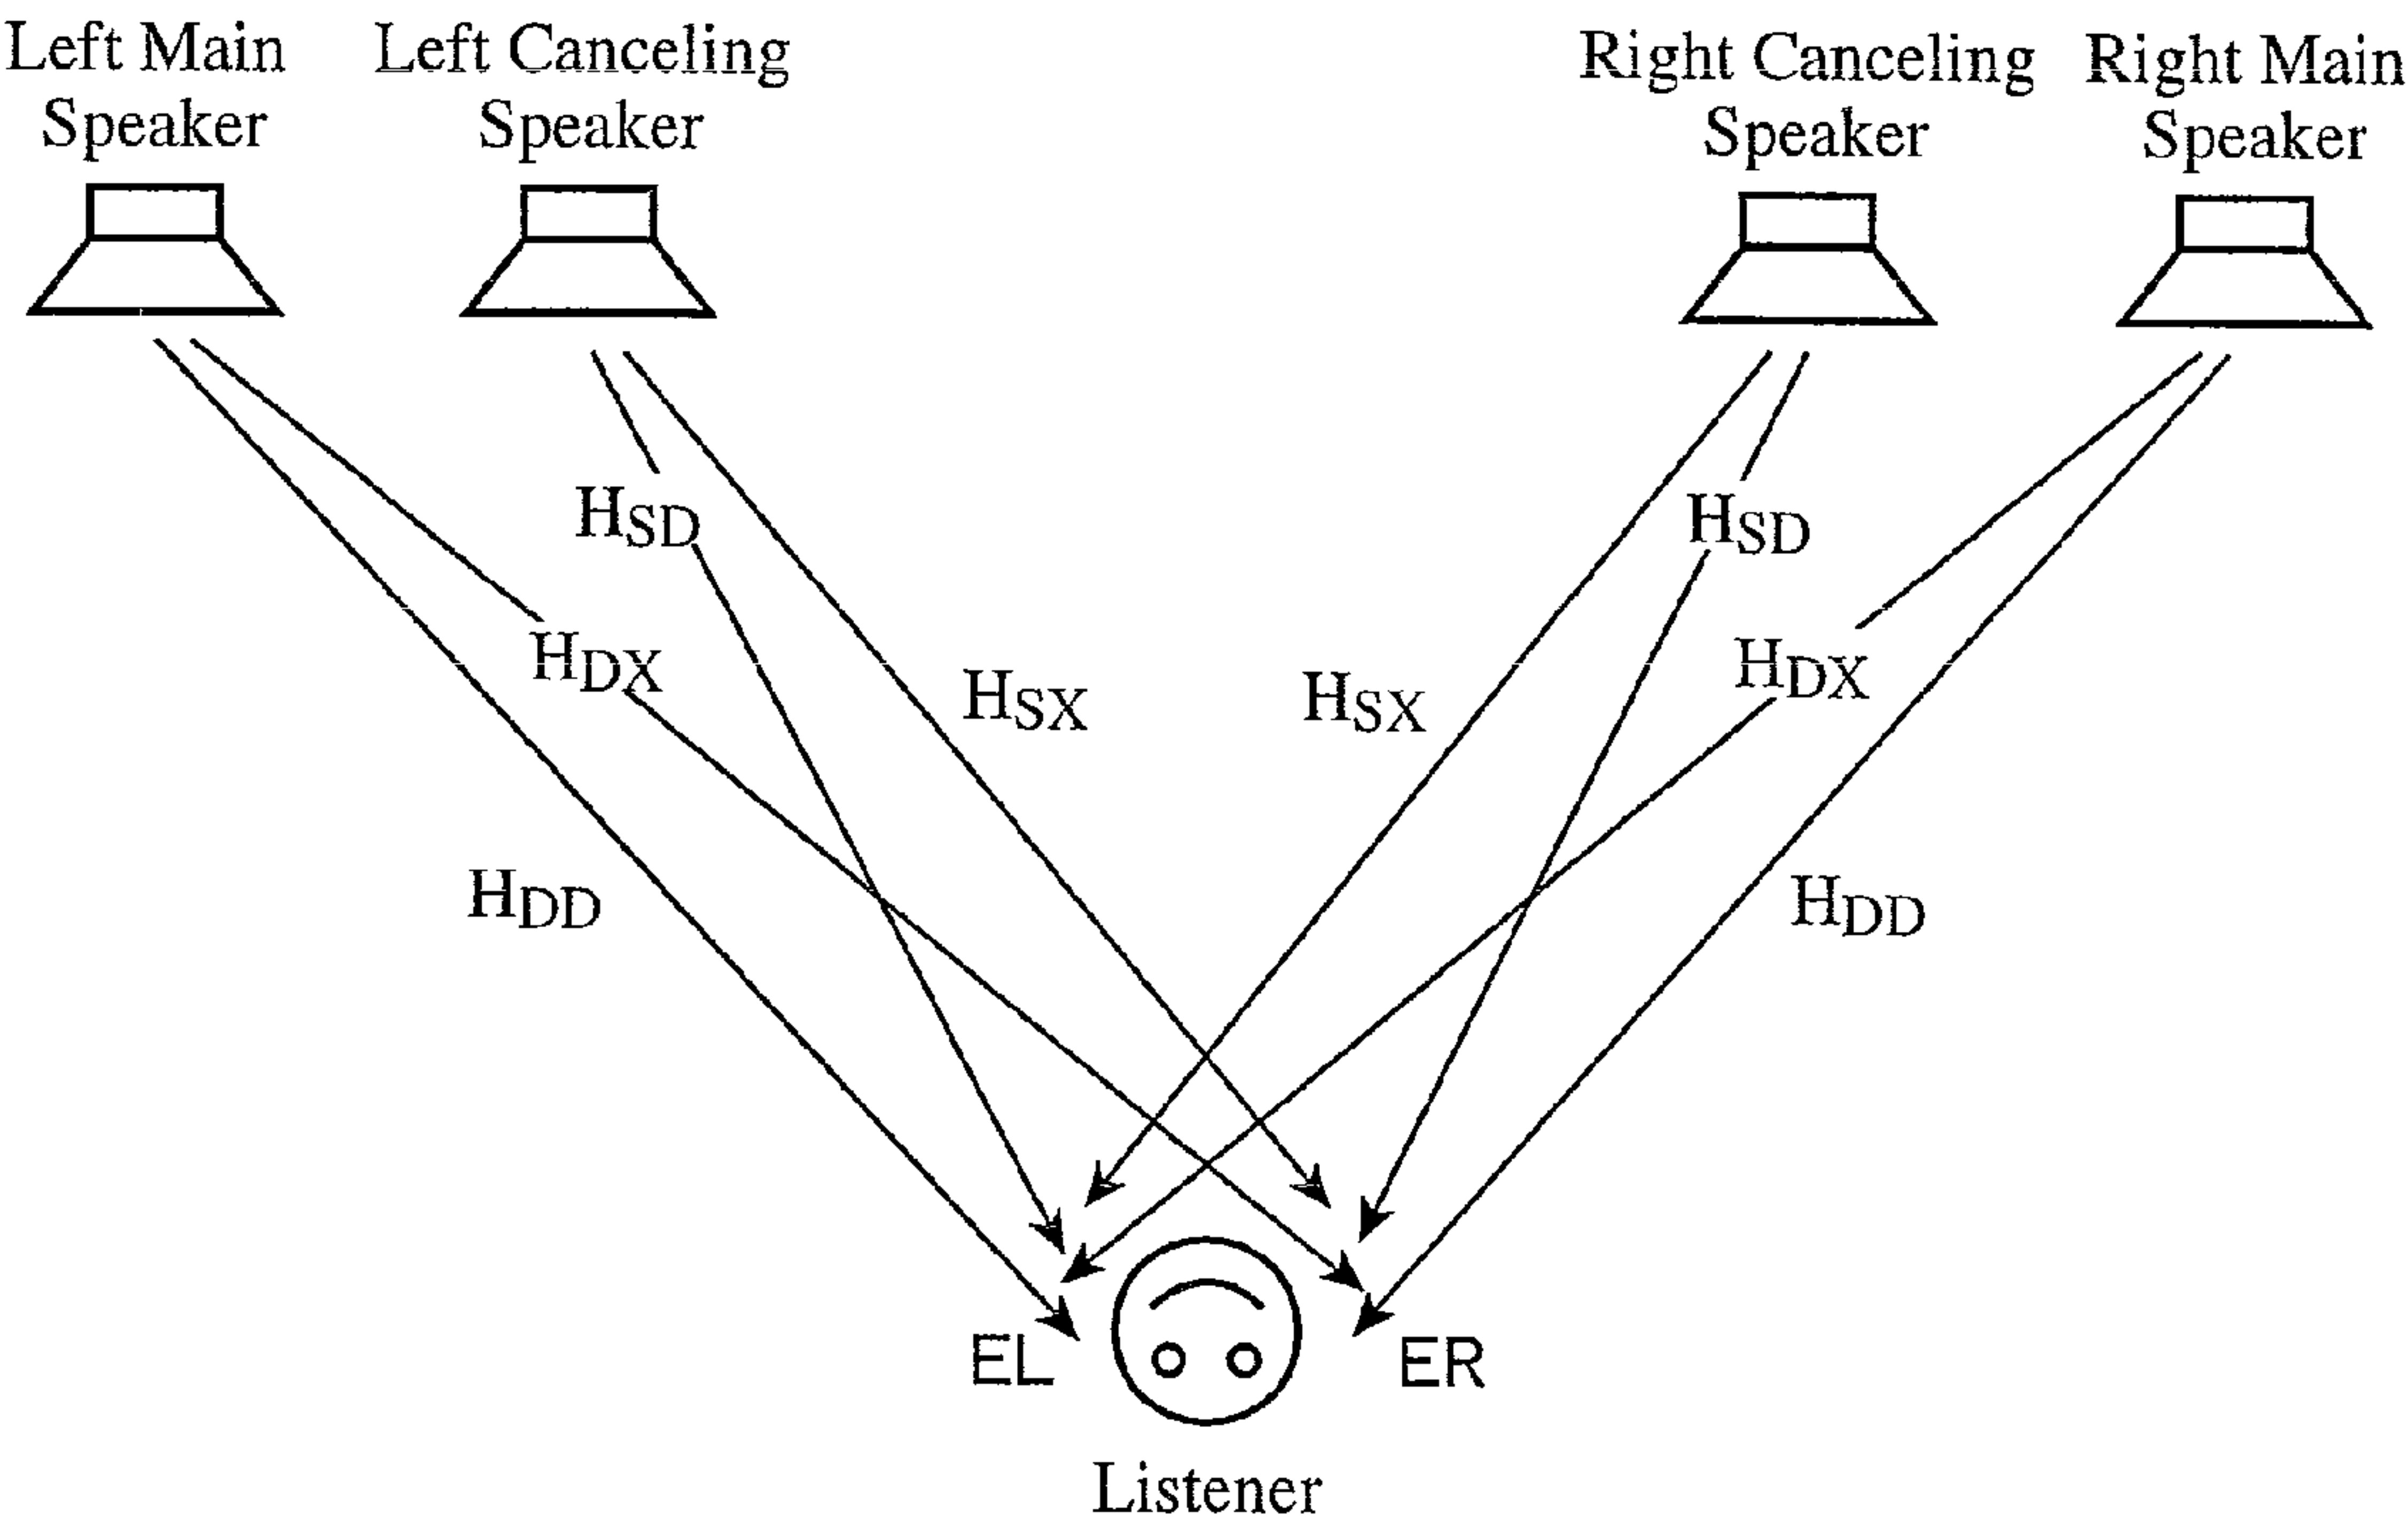 Left Main
Speaker
Left Canceling
Speaker
Right Canceling
Speaker
Right Main
Speaker
HSD
HSD
HDX
HDX
HSX
HSX
HDD
HDD
EL
ER
Listener